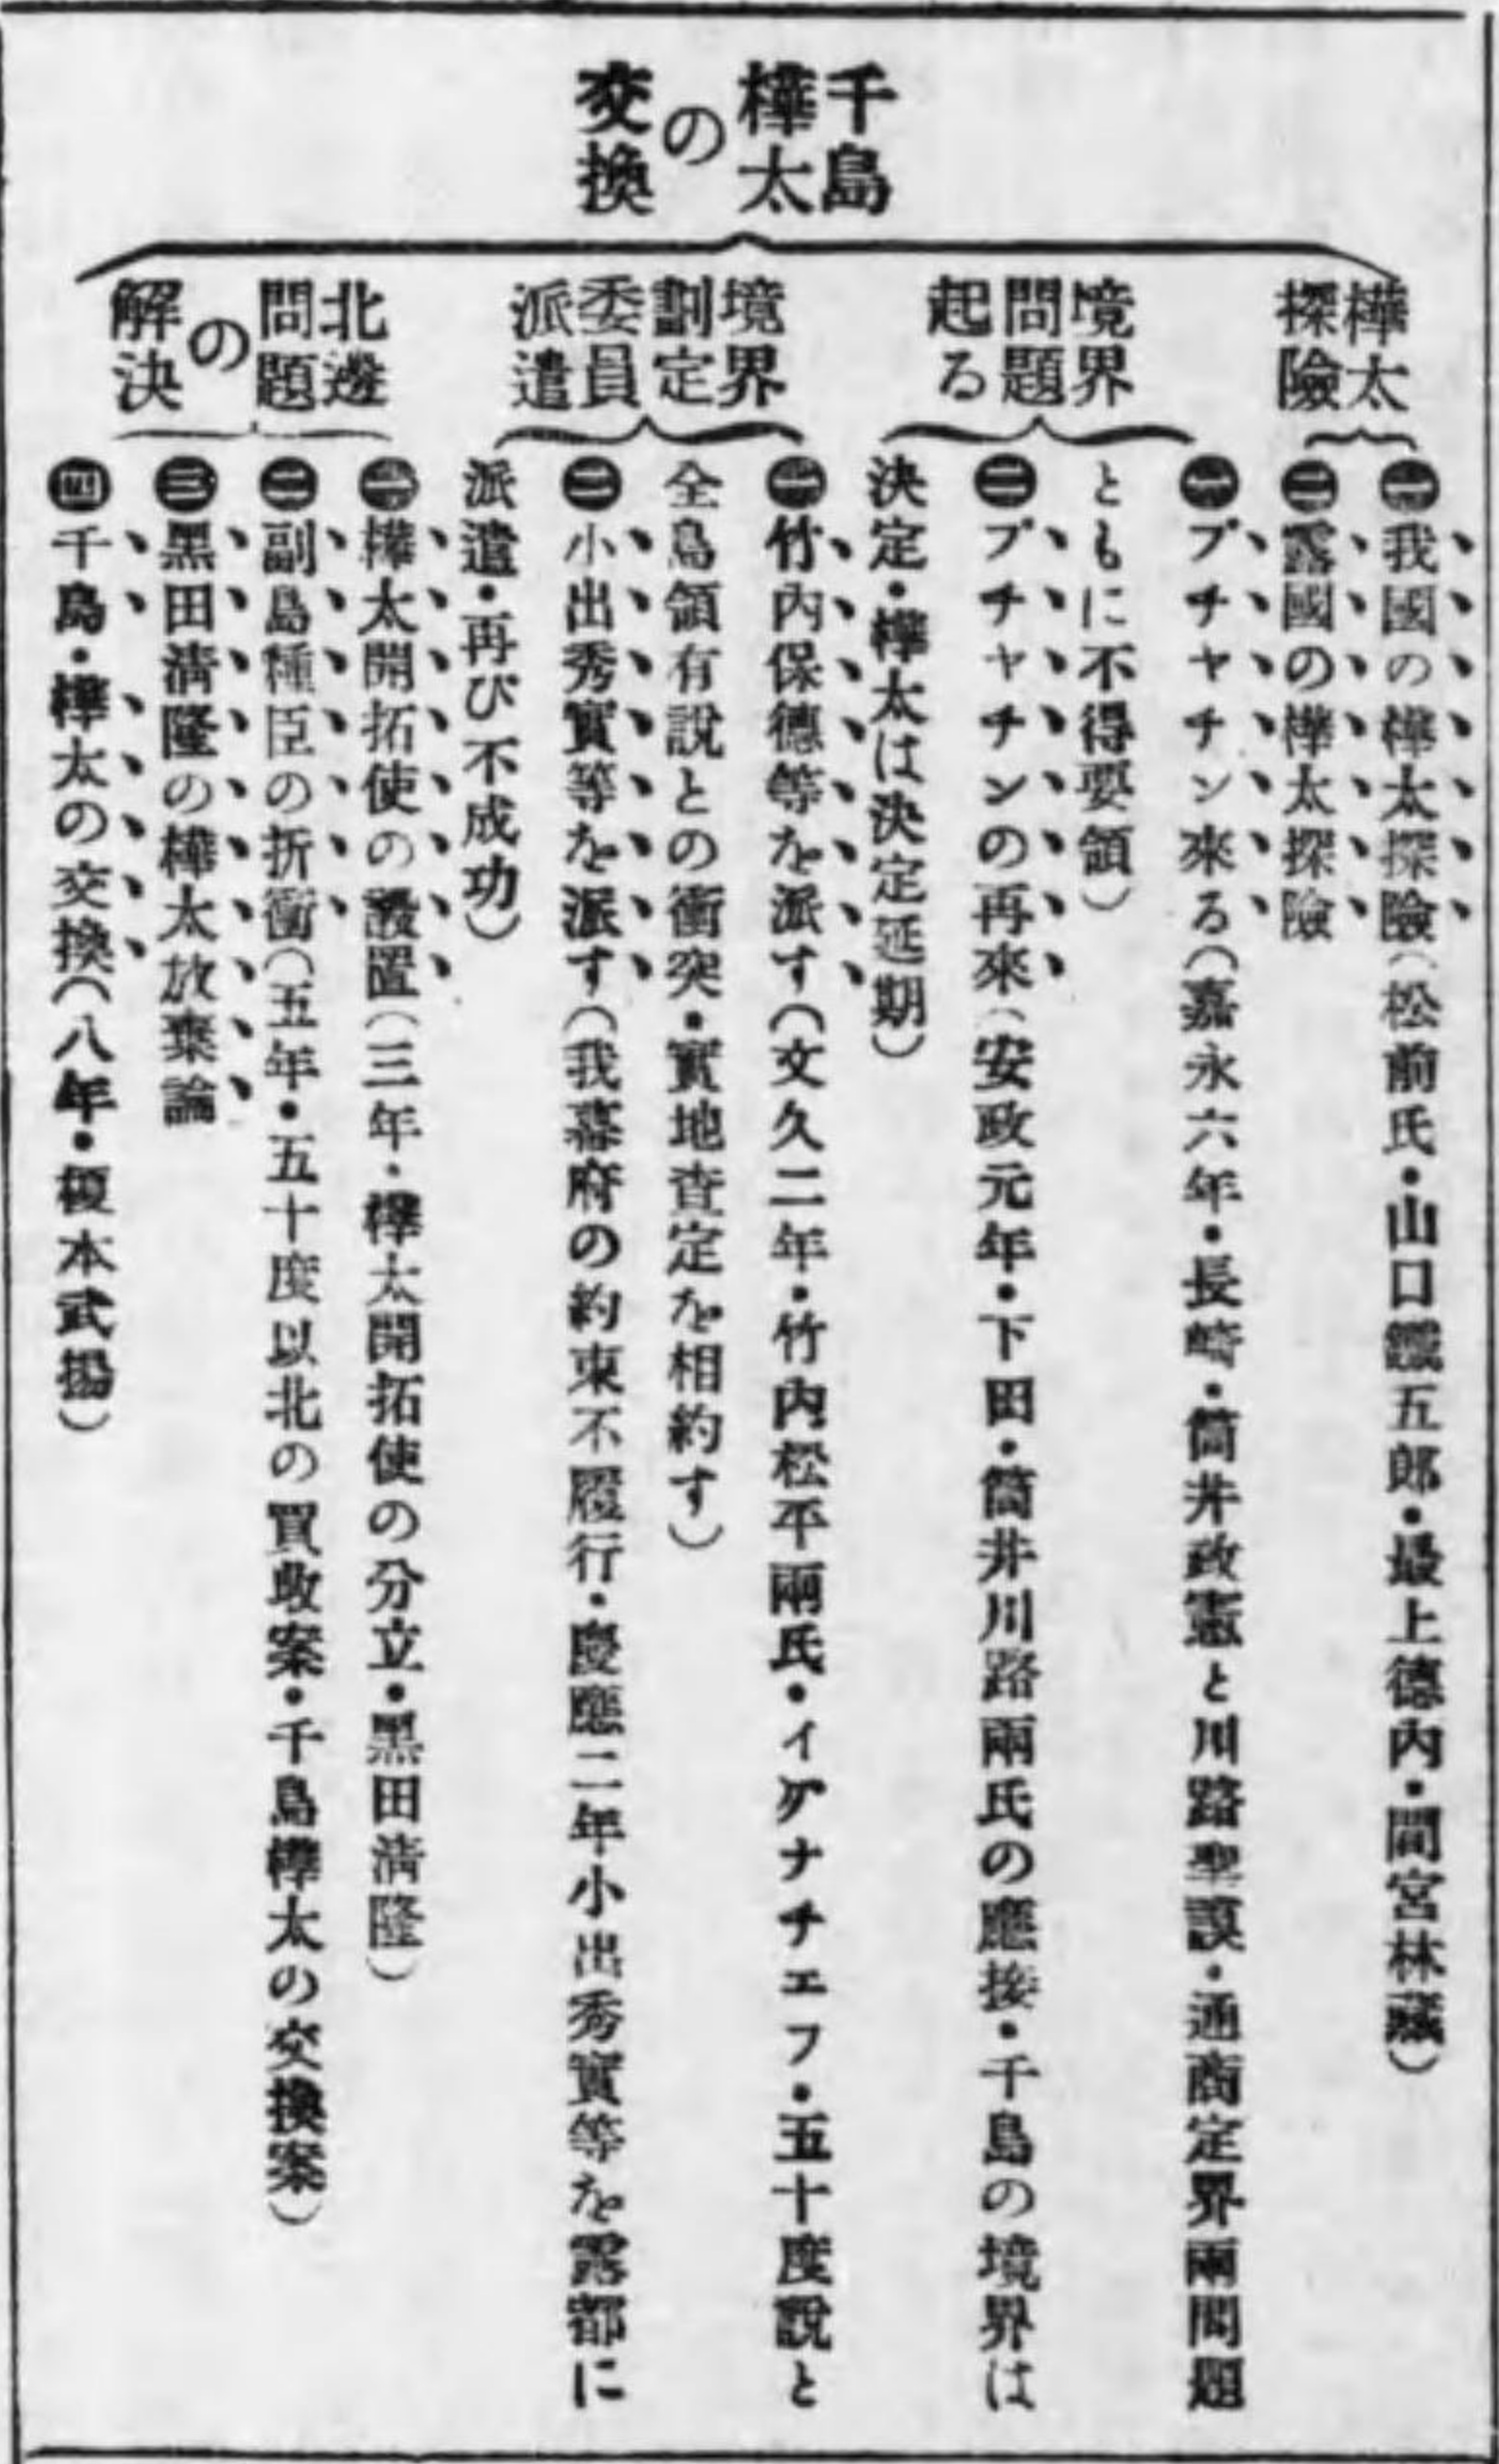 千島
樺太
の
交換
樺太
探險
㊀我國の樺太探險(松前氏・山口鐵五郎・最上德內・間宮林藏)
㊁露國の樺太探險
境界
問題
起る
㊀プチャチン來る(嘉永六年・長崎・筒井政憲と川路聖謨・通商定界兩問題
ともに不得要領)
㊁プチャチンの再來(安政元年・下田・筒井川路兩氏の應接・千島の境界は
決定・樺太は決定延期)
境界
劃定
委員
派遣
㊀竹內保德等を派す(文久二年・竹內松平兩氏・イグナチエフ・五十度說と
全島領有說との衝突・實地査定を相約す)
㊁小出秀實等を派す(我幕府の約束不履行・慶應二年小出秀實等を露都に
派遣・再び不成功)
北邊
問題
の
解決
㊀樺太開拓使の設置(三年・樺太開拓使の分立・黑田淸隆)
㊁副島種臣の折衝(五年・五十度以北の買收案・千島樺太の交換案)
㊂黑田淸隆の樺太放棄論
㊃千島・樺太の交換(八年・榎本武揚)